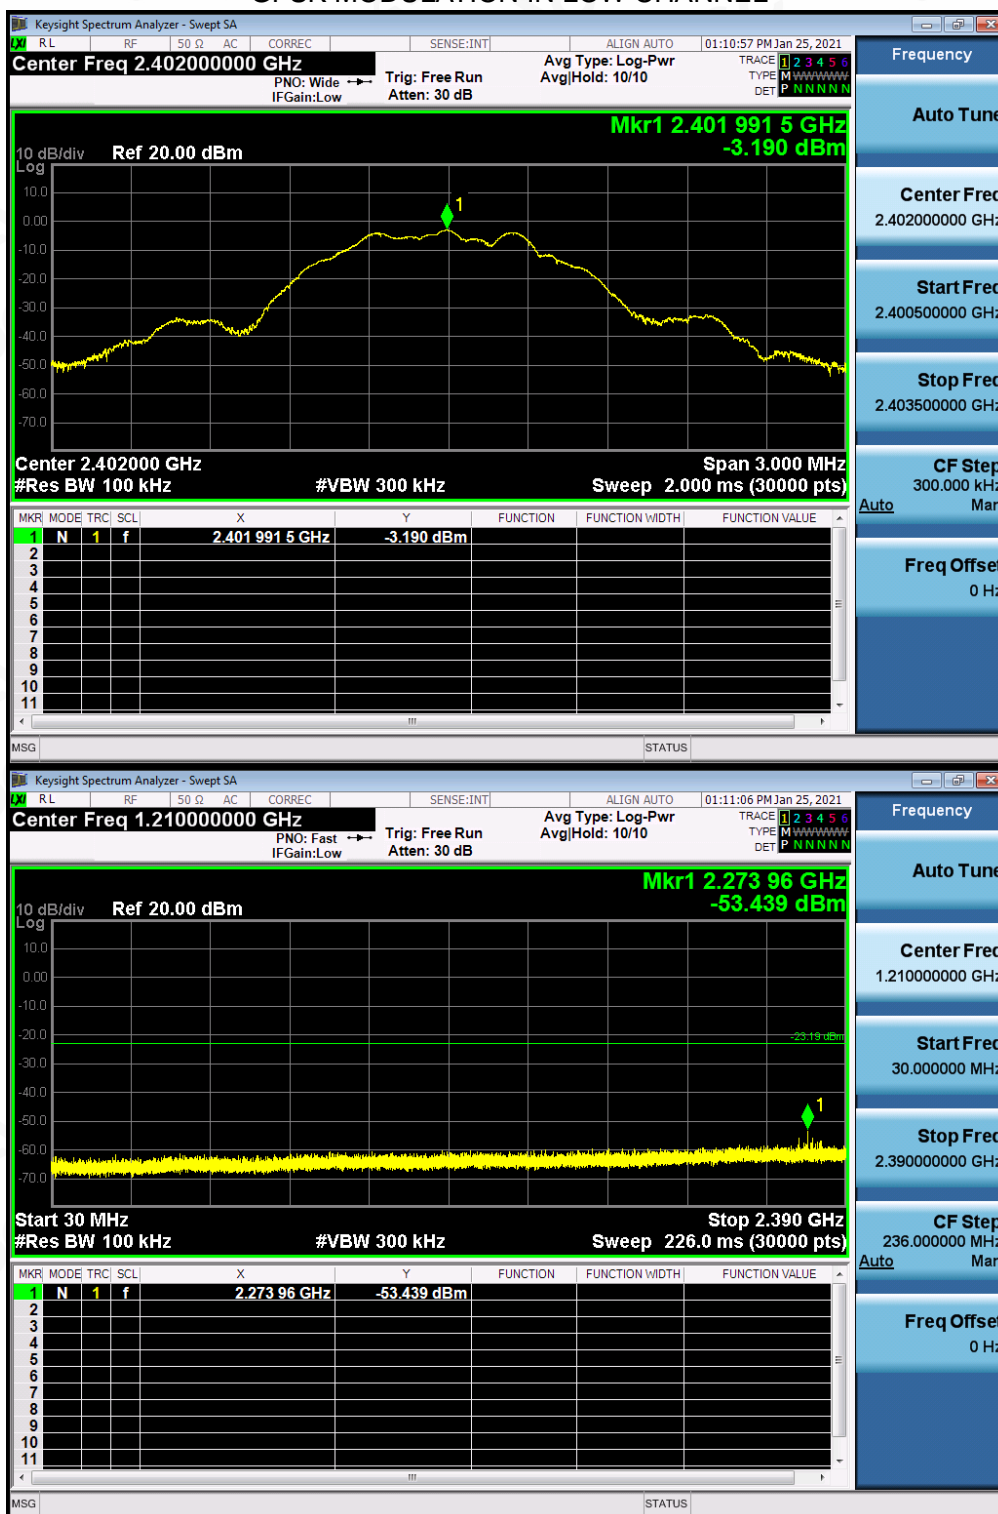 GFSK MODULATION IN LOW CHANNEL
Keysight Spectrum Analyzer - Swept SA
LXI RL RF 50 Ω AC CORREC SENSE:INT ALIGN AUTO 01:10:57 PM Jan 25, 2021
Center Freq 2.402000000 GHz
PNO: Wide
IFGain:Low
Trig: Free Run
Atten: 30 dB
Avg Type: Log-Pwr
Avg|Hold: 10/10
TRACE 1 2 3 4 5 6
TYPE M WWWWW
DET P N N N N N
Mkr1 2.401 991 5 GHz
-3.190 dBm
10 dB/div Ref 20.00 dBm
Log
10.0
0.00
-10.0
-20.0
-30.0
-40.0
-50.0
-60.0
-70.0
1
Center 2.402000 GHz Span 3.000 MHz
#Res BW 100 kHz #VBW 300 kHz Sweep 2.000 ms (30000 pts)
MKR MODE TRC SCL X Y FUNCTION FUNCTION WIDTH FUNCTION VALUE
1 N 1 f 2.401 991 5 GHz -3.190 dBm
2
3
4
5
6
7
8
9
10
11
MSG STATUS
Frequency
Auto Tune
Center Freq
2.402000000 GHz
Start Freq
2.400500000 GHz
Stop Freq
2.403500000 GHz
CF Step
300.000 kHz
Auto Man
Freq Offset
0 Hz
Keysight Spectrum Analyzer - Swept SA
LXI RL RF 50 Ω AC CORREC SENSE:INT ALIGN AUTO 01:11:06 PM Jan 25, 2021
Center Freq 1.210000000 GHz
PNO: Fast
IFGain:Low
Trig: Free Run
Atten: 30 dB
Avg Type: Log-Pwr
Avg|Hold: 10/10
TRACE 1 2 3 4 5 6
TYPE M WWWWW
DET P N N N N N
Mkr1 2.273 96 GHz
-53.439 dBm
10 dB/div Ref 20.00 dBm
Log
10.0
0.00
-10.0
-20.0
-30.0
-40.0
-50.0
-60.0
-70.0
-23.19 dBm
1
Start 30 MHz Stop 2.390 GHz
#Res BW 100 kHz #VBW 300 kHz Sweep 226.0 ms (30000 pts)
MKR MODE TRC SCL X Y FUNCTION FUNCTION WIDTH FUNCTION VALUE
1 N 1 f 2.273 96 GHz -53.439 dBm
2
3
4
5
6
7
8
9
10
11
MSG STATUS
Frequency
Auto Tune
Center Freq
1.210000000 GHz
Start Freq
30.000000 MHz
Stop Freq
2.390000000 GHz
CF Step
236.000000 MHz
Auto Man
Freq Offset
0 Hz